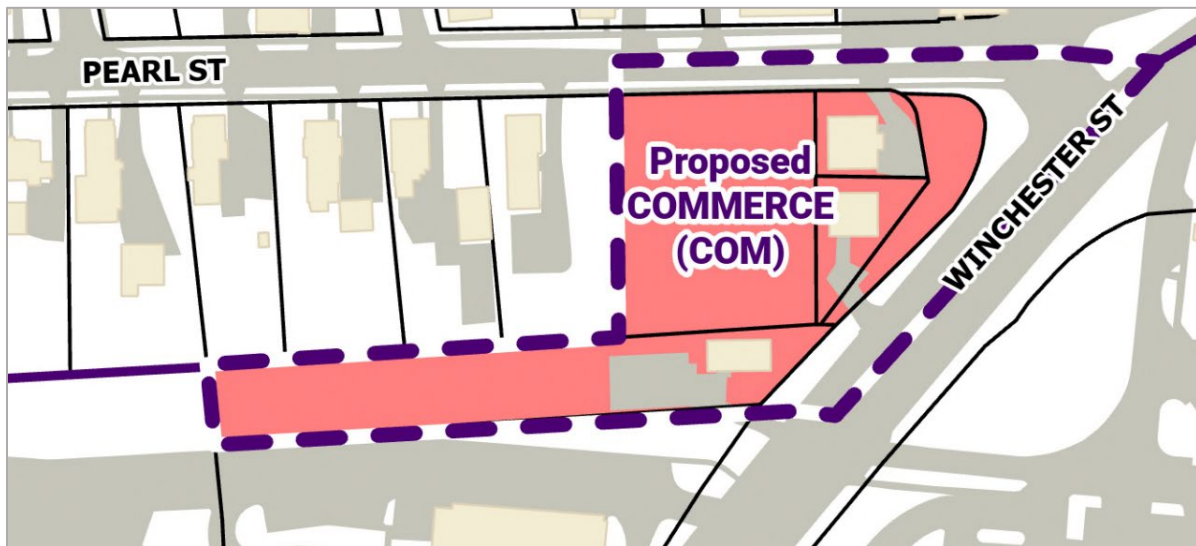 PEARL ST
Proposed
COMMERCE
(COM)
WINCHESTER ST